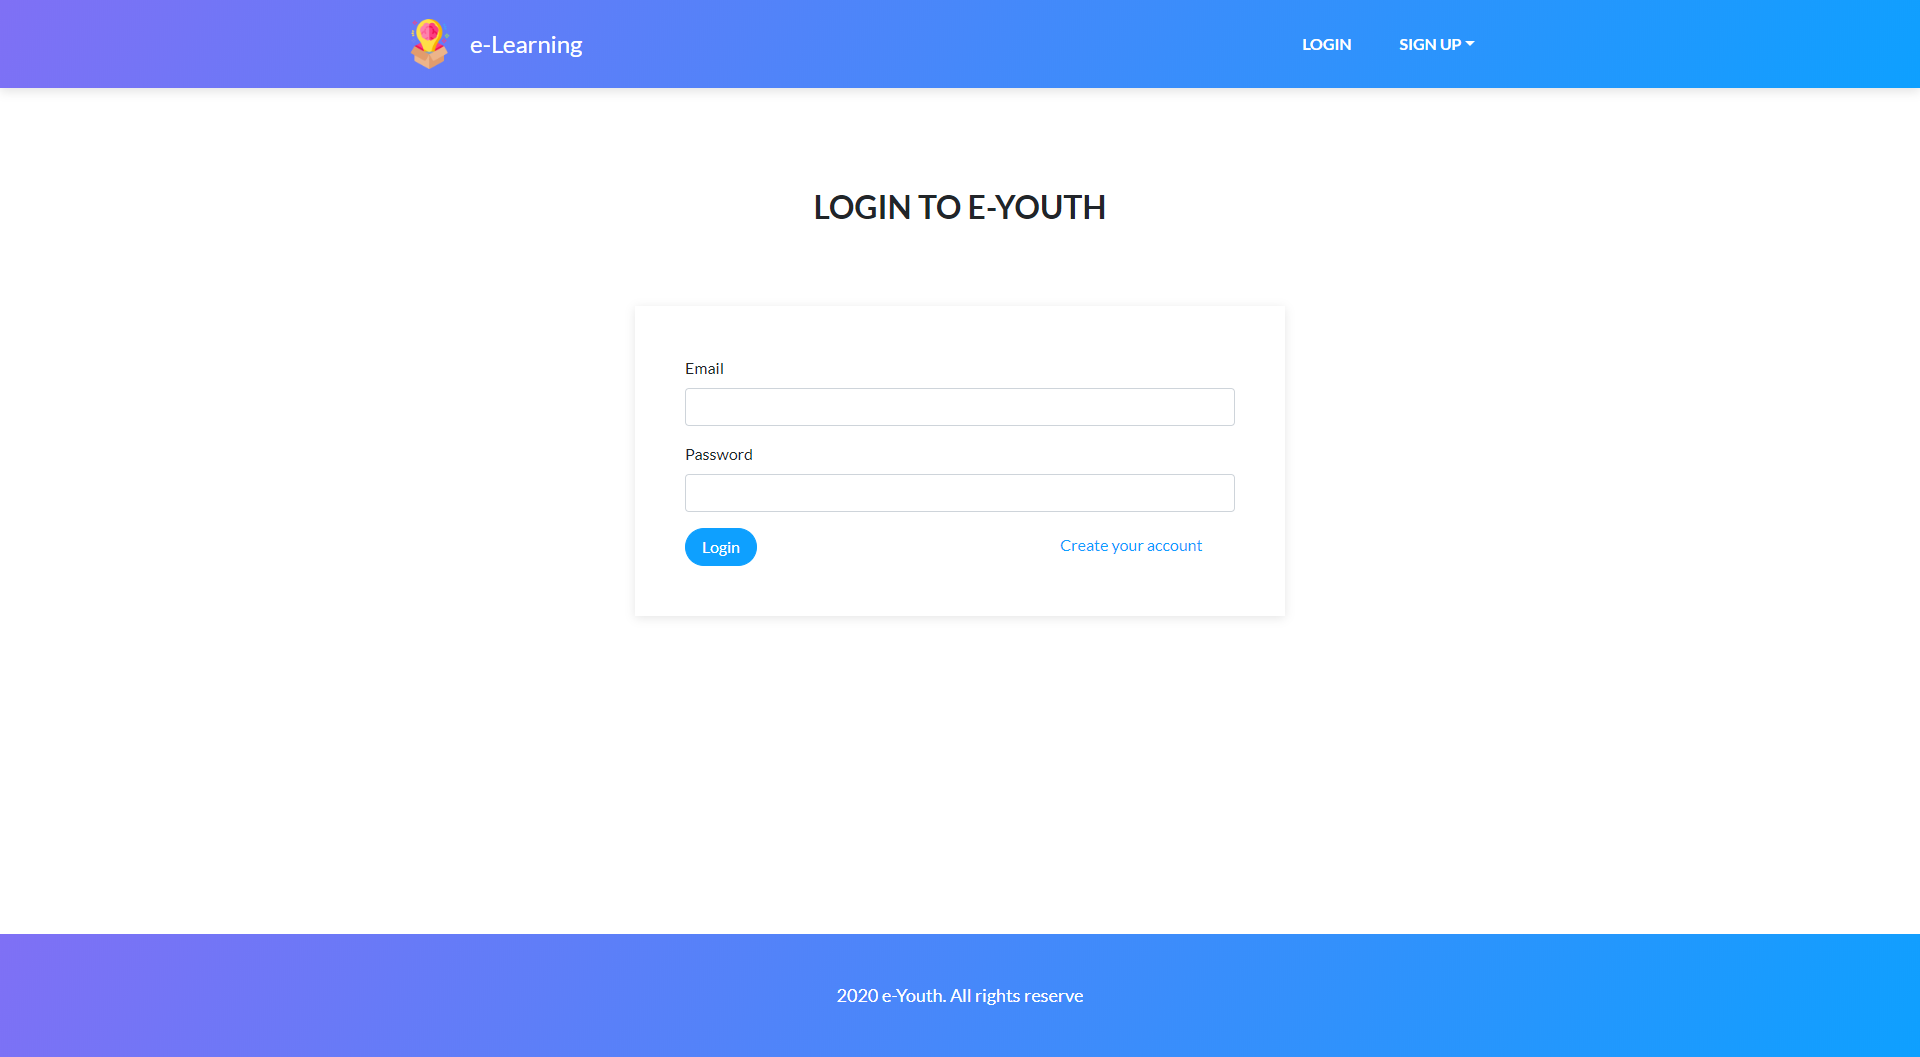 e-Learning
LOGIN
SIGN UP
LOGIN TO E-YOUTH
Email
Password
Login
Create your account
2020 e-Youth. All rights reserve